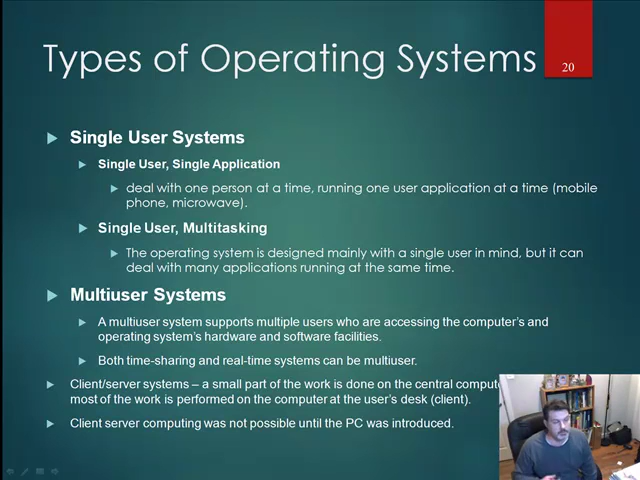 Types of Operating Systems
20
Single User Systems
Single User, Single Application
deal with one person at a time, running one user application at a time (mobile
phone, microwave).
Single User, Multitasking
The operating system is designed mainly with a single user in mind, but it can
deal with many applications running at the same time.
Multiuser Systems
A multiuser system supports multiple users who are accessing the computer's and
operating system's hardware and software facilities.
Both time-sharing and real-time systems can be multiuser.
Client/server systems – a small part of the work is done on the central
most of the work is performed on the computer at the user's desk (client).
Client server computing was not possible until the PC was introduced.